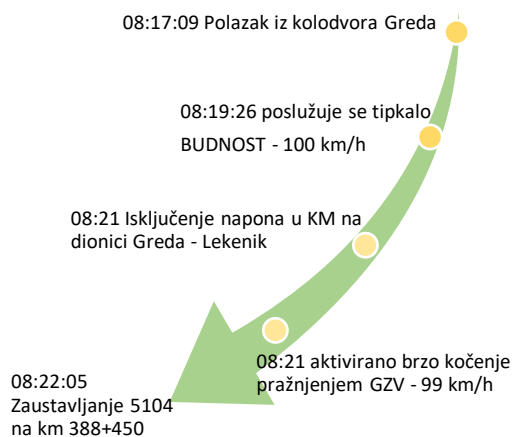 08:17:09 Polazak iz kolodvora Greda
08:19:26 poslužuje se tipkalo
BUDNOST - 100 km/h
08:21 Isključenje napona u KM na
dionici Greda - Lekenik
08:21 aktivirano brzo kočenje
pražnjenjem GZV - 99 km/h
08:22:05
Zaustavljanje 5104
na km 388+450